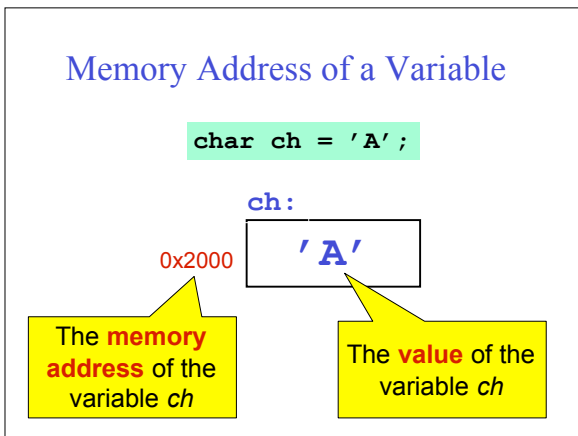 Memory Address of a Variable
char ch = 'A';
ch:
0x2000
'A'
The memory
address of the
variable ch
The value of the
variable ch